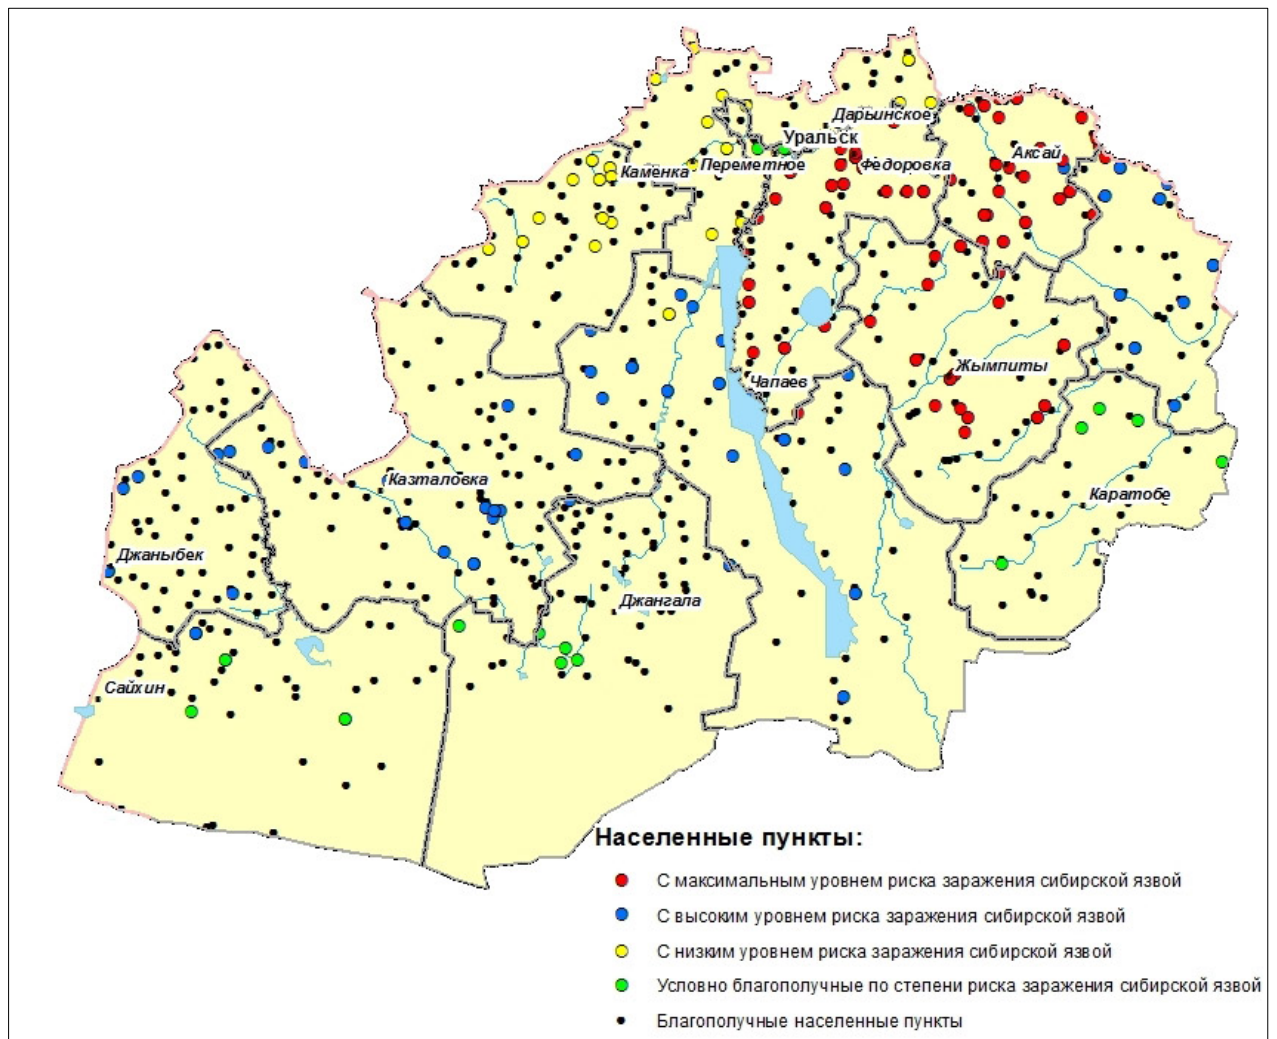 Дарьинское
Уральск
Аксай
Переметное
Федоровка
Каменка
Жымпиты
Чапаев
Казталовка
Каратобе
Джаныбек
Джангала
Сайхин
Населенные пункты:
С максимальным уровнем риска заражения сибирской язвой
С высоким уровнем риска заражения сибирской язвой
С низким уровнем риска заражения сибирской язвой
Условно благополучные по степени риска заражения сибирской язвой
Благополучные населенные пункты